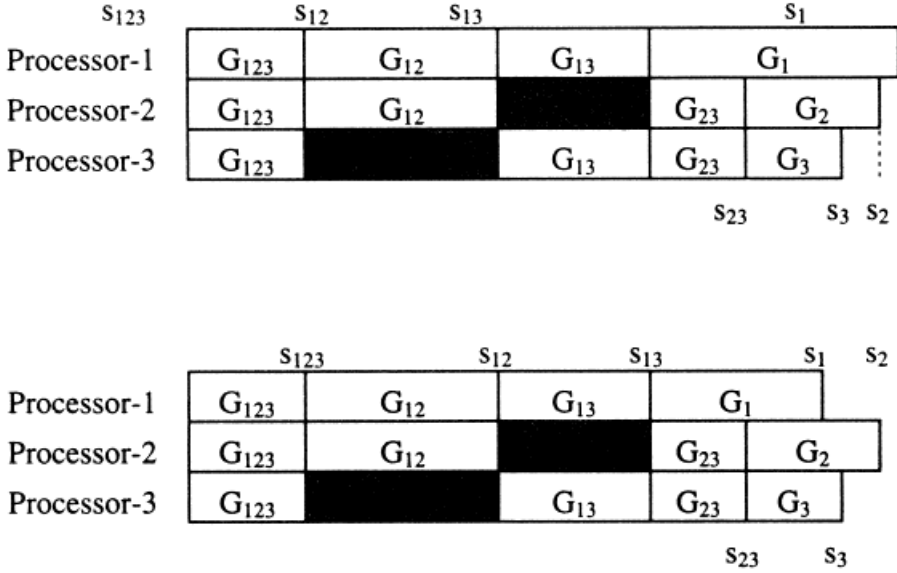 s₁₂₃ s₁₂ s₁₃ s₁
Processor-1 G₁₂₃ G₁₂ G₁₃ G₁
Processor-2 G₁₂₃ G₁₂ G₂₃ G₂
Processor-3 G₁₂₃ G₁₃ G₂₃ G₃
s₂₃ s₃ s₂
s₁₂₃ s₁₂ s₁₃ s₁ s₂
Processor-1 G₁₂₃ G₁₂ G₁₃ G₁
Processor-2 G₁₂₃ G₁₂ G₂₃ G₂
Processor-3 G₁₂₃ G₁₃ G₂₃ G₃
s₂₃ s₃